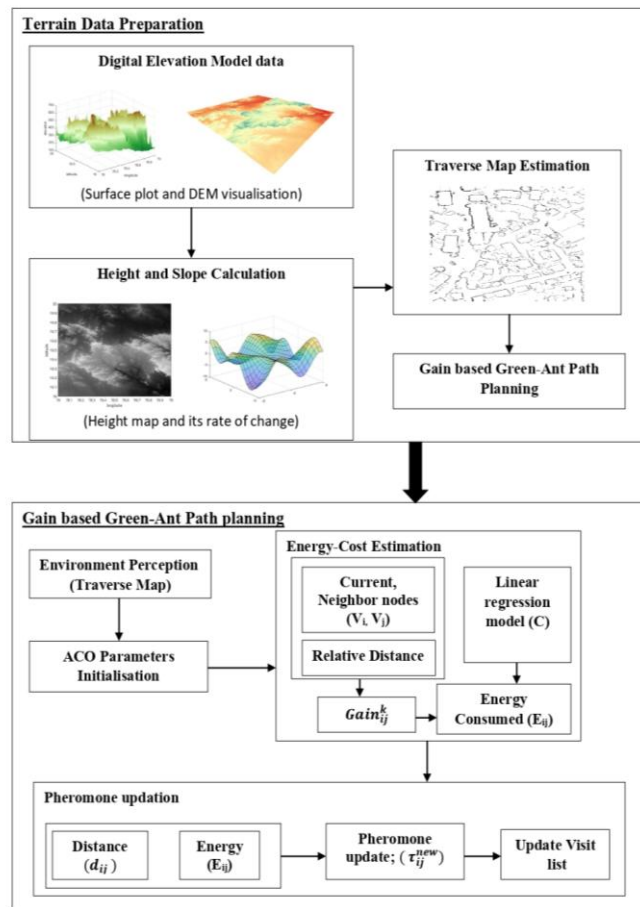 Terrain Data Preparation
Digital Elevation Model data
(Surface plot and DEM visualisation)
Height and Slope Calculation
(Height map and its rate of change)
Traverse Map Estimation
Gain based Green-Ant Path
Planning
Gain based Green-Ant Path planning
Environment Perception
(Traverse Map)
ACO Parameters
Initialisation
Energy-Cost Estimation
Current,
Neighbor nodes
(Vi, Vj)
Relative Distance
Linear
regression
model (C)
Gain^k_ij
Energy
Consumed (Eij)
Pheromone updation
Distance
(d_ij)
Energy
(Eij)
Pheromone
update; (τ^new_ij)
Update Visit
list